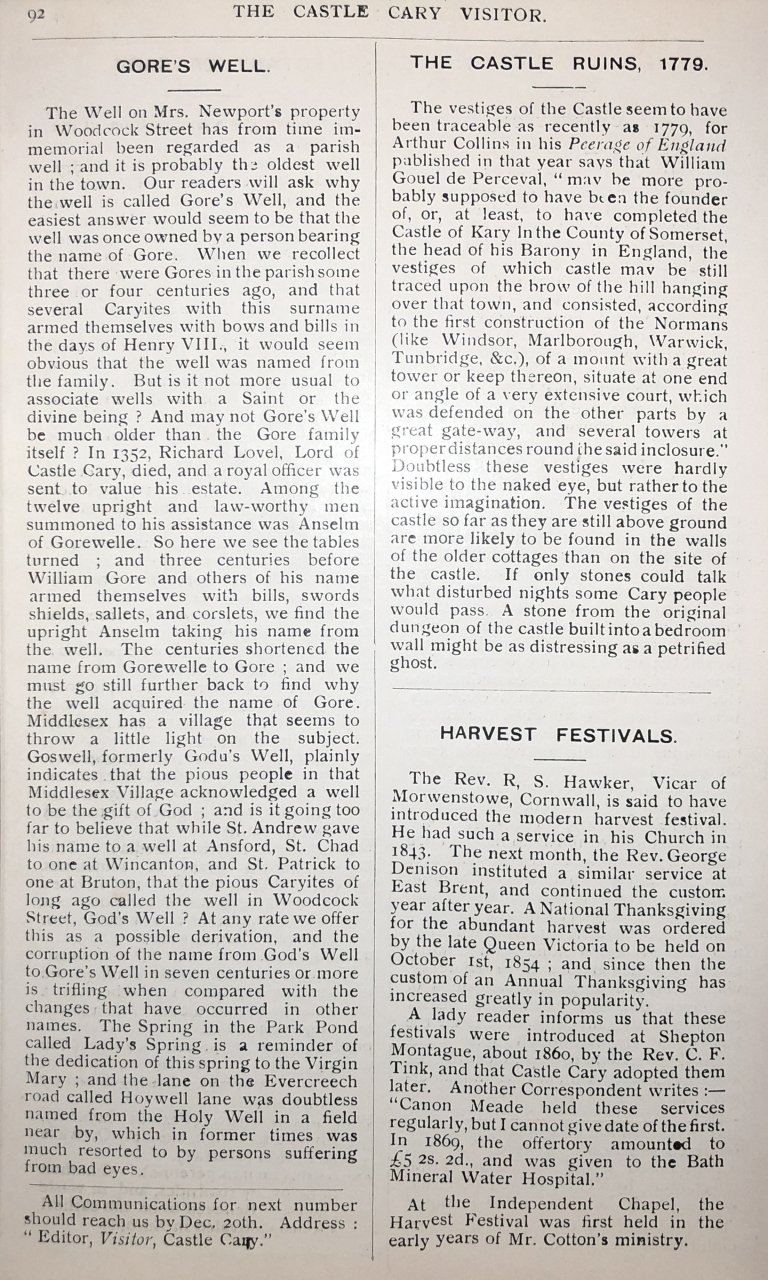 92
THE CASTLE CARY VISITOR.
GORE'S WELL.
The Well on Mrs. Newport's property
in Woodcock Street has from time im-
memorial been regarded as a parish
well ; and it is probably the oldest well
in the town. Our readers will ask why
the well is called Gore's Well, and the
easiest answer would seem to be that the
well was once owned by a person bearing
the name of Gore. When we recollect
that there were Gores in the parish some
three or four centuries ago, and that
several Caryites with this surname
armed themselves with bows and bills in
the days of Henry VIII., it would seem
obvious that the well was named from
the family. But is it not more usual to
associate wells with a Saint or the
divine being ? And may not Gore's Well
be much older than the Gore family
itself ? In 1352, Richard Lovel, Lord of
Castle Cary, died, and a royal officer was
sent to value his estate. Among the
twelve upright and law-worthy men
summoned to his assistance was Anselm
of Gorewelle. So here we see the tables
turned ; and three centuries before
William Gore and others of his name
armed themselves with bills, swords
shields, sallets, and corslets, we find the
upright Anselm taking his name from
the well. The centuries shortened the
name from Gorewelle to Gore ; and we
must go still further back to find why
the well acquired the name of Gore.
Middlesex has a village that seems to
throw a little light on the subject.
Goswell, formerly Godu's Well, plainly
indicates that the pious people in that
Middlesex Village acknowledged a well
to be the gift of God ; and is it going too
far to believe that while St. Andrew gave
his name to a well at Ansford, St. Chad
to one at Wincanton, and St. Patrick to
one at Bruton, that the pious Caryites of
long ago called the well in Woodcock
Street, God's Well ? At any rate we offer
this as a possible derivation, and the
corruption of the name from God's Well
to Gore's Well in seven centuries or more
is trifling when compared with the
changes that have occurred in other
names. The Spring in the Park Pond
called Lady's Spring is a reminder of
the dedication of this spring to the Virgin
Mary ; and the lane on the Evercreech
road called Hoywell lane was doubtless
named from the Holy Well in a field
near by, which in former times was
much resorted to by persons suffering
from bad eyes.
All Communications for next number
should reach us by Dec. 20th. Address :
" Editor, Visitor, Castle Cary."
THE CASTLE RUINS, 1779.
The vestiges of the Castle seem to have
been traceable as recently as 1779, for
Arthur Collins in his Peerage of England
published in that year says that William
Gouel de Perceval, " may be more pro-
bably supposed to have been the founder
of, or, at least, to have completed the
Castle of Kary In the County of Somerset,
the head of his Barony in England, the
vestiges of which castle may be still
traced upon the brow of the hill hanging
over that town, and consisted, according
to the first construction of the Normans
(like Windsor, Marlborough, Warwick,
Tunbridge, &c.), of a mount with a great
tower or keep thereon, situate at one end
or angle of a very extensive court, which
was defended on the other parts by a
great gate-way, and several towers at
proper distances round the said inclosure."
Doubtless these vestiges were hardly
visible to the naked eye, but rather to the
active imagination. The vestiges of the
castle so far as they are still above ground
are more likely to be found in the walls
of the older cottages than on the site of
the castle. If only stones could talk
what disturbed nights some Cary people
would pass. A stone from the original
dungeon of the castle built into a bedroom
wall might be as distressing as a petrified
ghost.
HARVEST FESTIVALS.
The Rev. R, S. Hawker, Vicar of
Morwenstowe, Cornwall, is said to have
introduced the modern harvest festival.
He had such a service in his Church in
1843. The next month, the Rev. George
Denison instituted a similar service at
East Brent, and continued the custom
year after year. A National Thanksgiving
for the abundant harvest was ordered
by the late Queen Victoria to be held on
October 1st, 1854 ; and since then the
custom of an Annual Thanksgiving has
increased greatly in popularity.
A lady reader informs us that these
festivals were introduced at Shepton
Montague, about 1860, by the Rev. C. F.
Tink, and that Castle Cary adopted them
later. Another Correspondent writes :—
"Canon Meade held these services
regularly, but I cannot give date of the first.
In 1869, the offertory amounted to
£5 2s. 2d., and was given to the Bath
Mineral Water Hospital."
At the Independent Chapel, the
Harvest Festival was first held in the
early years of Mr. Cotton's ministry.